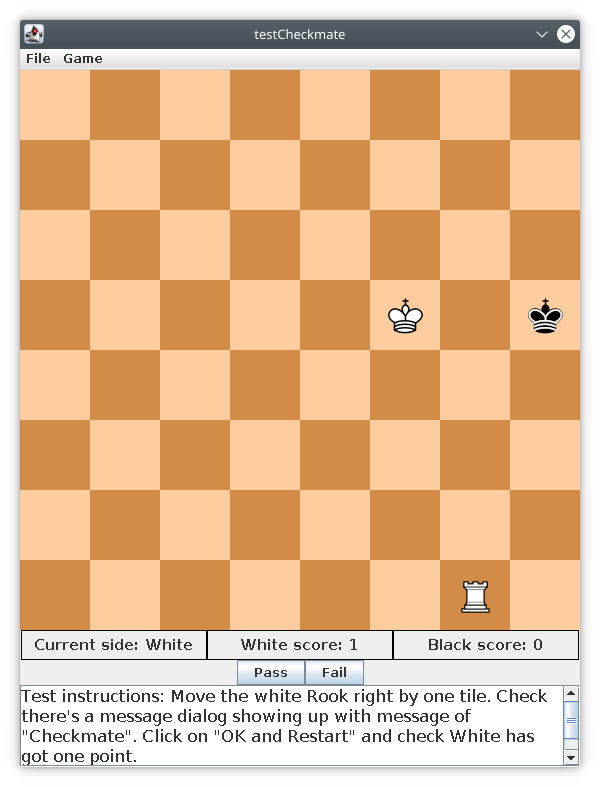 testCheckmate
File Game
Current side: White White score: 1 Black score: 0
Pass Fail
Test instructions: Move the white Rook right by one tile. Check
there's a message dialog showing up with message of
"Checkmate". Click on "OK and Restart" and check White has
got one point.